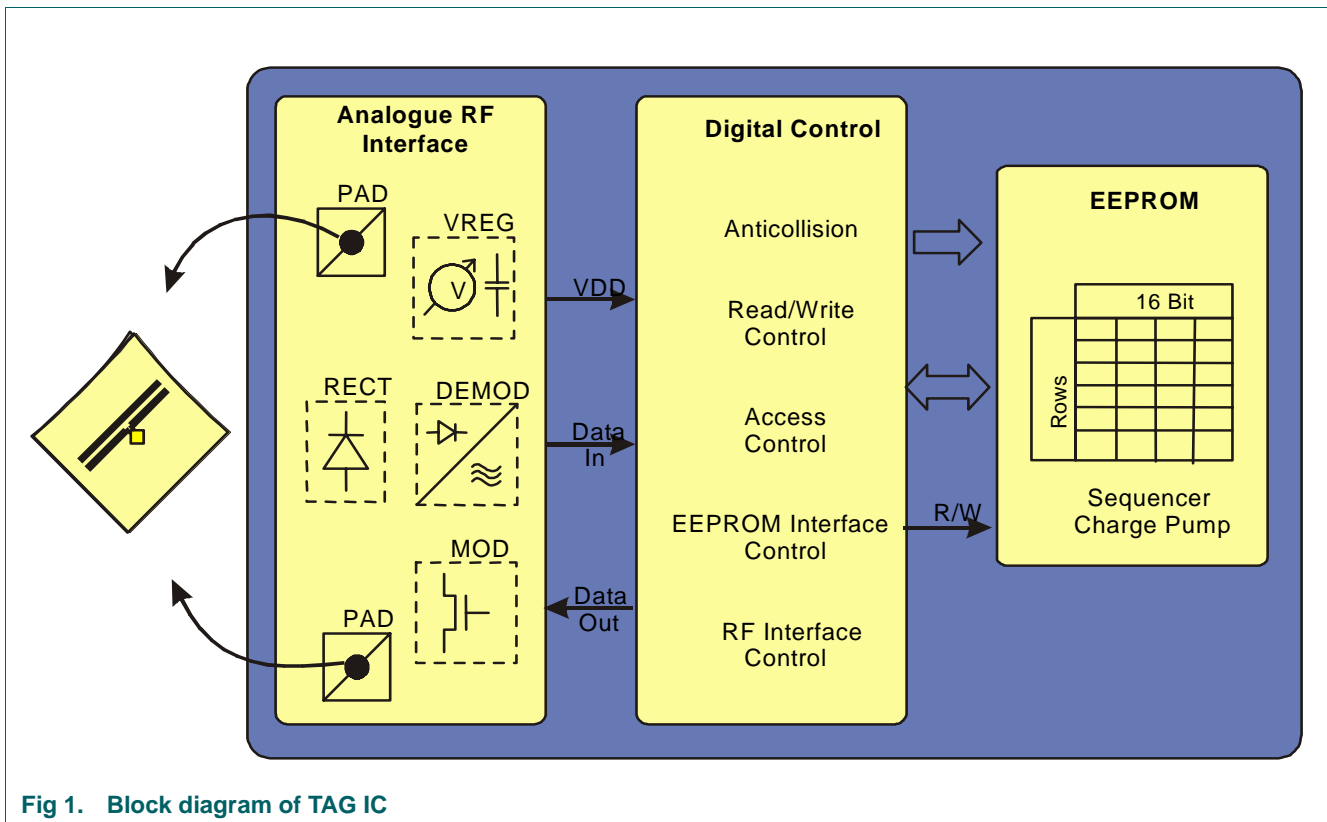 Analogue RF
Interface
PAD
VREG
V
RECT
DEMOD
MOD
PAD
VDD
Data
In
Data
Out
Digital Control
Anticollision
Read/Write
Control
Access
Control
EEPROM Interface
Control
RF Interface
Control
R/W
EEPROM
16 Bit
Rows
Sequencer
Charge Pump
Fig 1. Block diagram of TAG IC